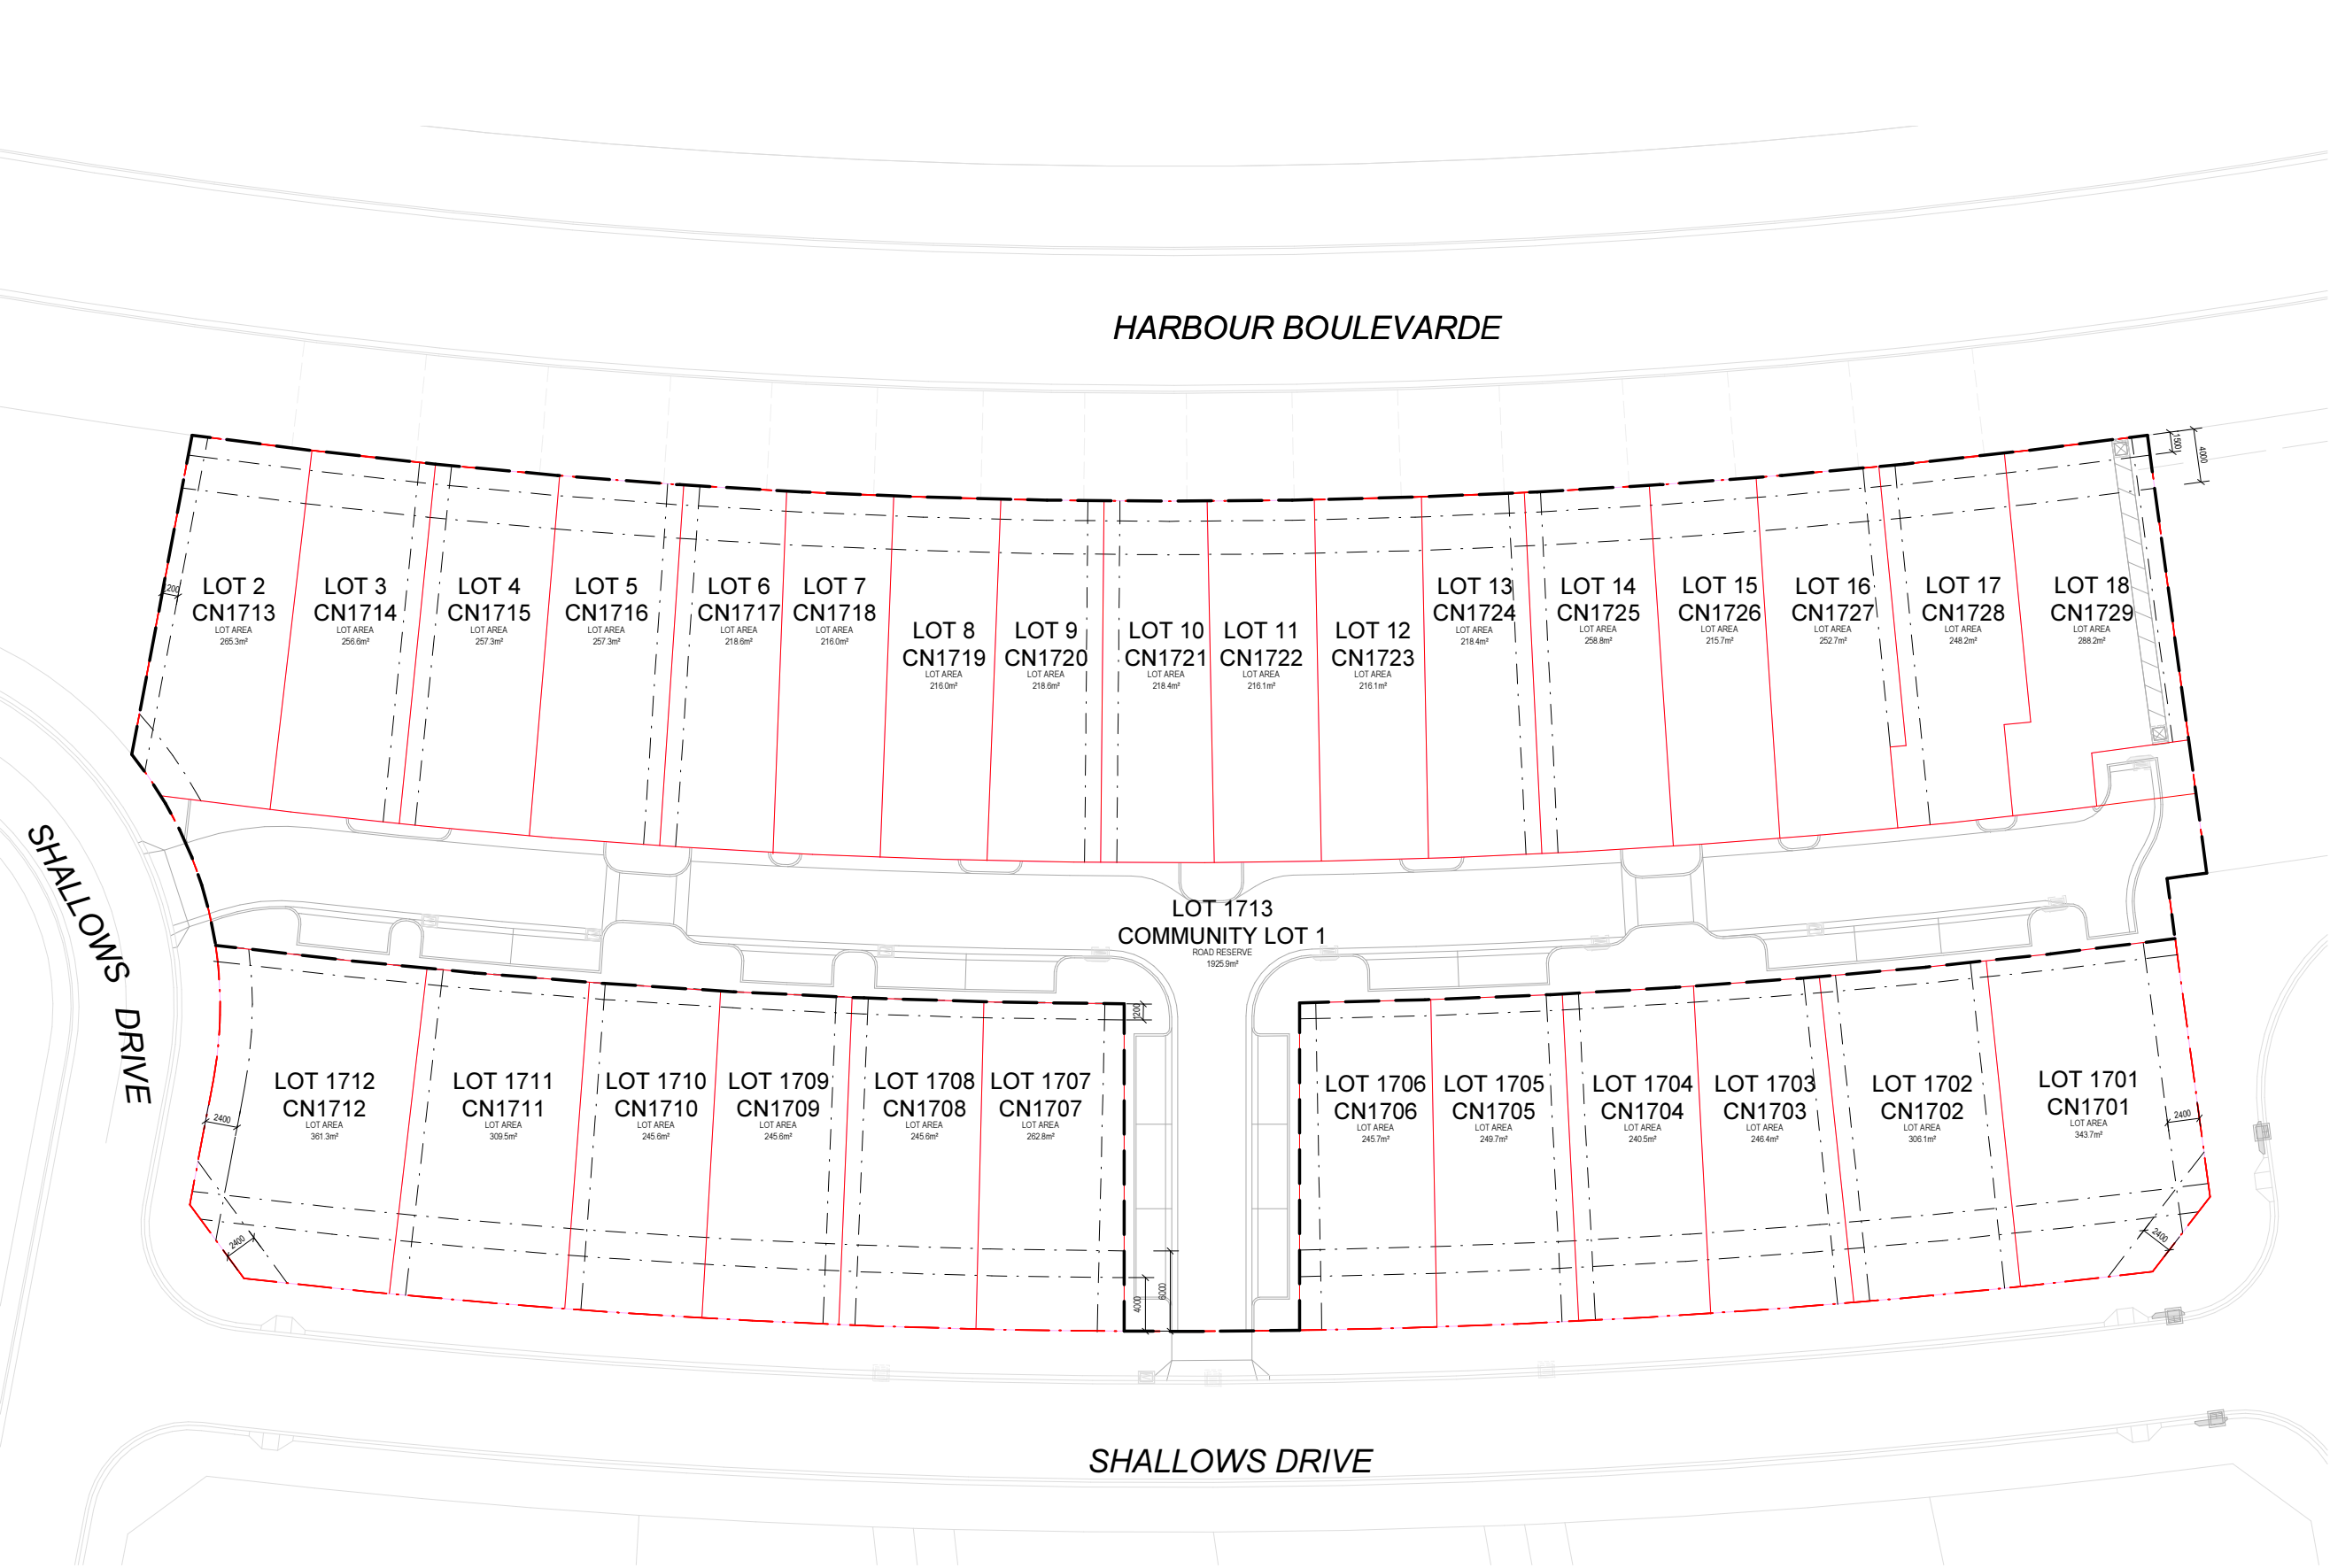 HARBOUR BOULEVARDE
1500
4000
LOT 2
CN1713
LOT AREA
265.3m²
LOT 3
CN1714
LOT AREA
256.6m²
LOT 4
CN1715
LOT AREA
257.3m²
LOT 5
CN1716
LOT AREA
257.3m²
LOT 6
CN1717
LOT AREA
218.6m²
LOT 7
CN1718
LOT AREA
216.0m²
LOT 8
CN1719
LOT AREA
216.0m²
LOT 9
CN1720
LOT AREA
218.6m²
LOT 10
CN1721
LOT AREA
218.4m²
LOT 11
CN1722
LOT AREA
216.1m²
LOT 12
CN1723
LOT AREA
216.1m²
LOT 13
CN1724
LOT AREA
218.4m²
LOT 14
CN1725
LOT AREA
258.8m²
LOT 15
CN1726
LOT AREA
215.7m²
LOT 16
CN1727
LOT AREA
252.7m²
LOT 17
CN1728
LOT AREA
248.2m²
LOT 18
CN1729
LOT AREA
288.2m²
SHALLOWS DRIVE
LOT 1713
COMMUNITY LOT 1
ROAD RESERVE
1925.9m²
1200
LOT 1712
CN1712
LOT AREA
361.3m²
LOT 1711
CN1711
LOT AREA
309.5m²
LOT 1710
CN1710
LOT AREA
245.6m²
LOT 1709
CN1709
LOT AREA
245.6m²
LOT 1708
CN1708
LOT AREA
245.6m²
LOT 1707
CN1707
LOT AREA
262.8m²
LOT 1706
CN1706
LOT AREA
245.7m²
LOT 1705
CN1705
LOT AREA
249.7m²
LOT 1704
CN1704
LOT AREA
240.5m²
LOT 1703
CN1703
LOT AREA
246.4m²
LOT 1702
CN1702
LOT AREA
306.1m²
LOT 1701
CN1701
LOT AREA
343.7m²
2400
2400
2400
2400
4000
6000
SHALLOWS DRIVE